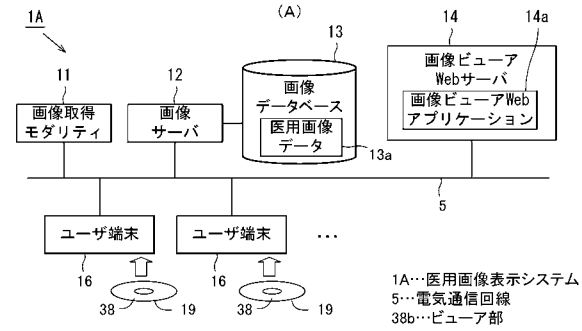 (A)
1A
11
画像取得
モダリティ
12
画像
サーバ
13
画像
データベース
医用画像
データ
13a
14
14a
画像ビューア
Webサーバ
画像ビューアWeb
アプリケーション
5
ユーザ端末
16
38
19
ユーザ端末
16
38
19
...
1A…医用画像表示システム
5…電気通信回線
38b…ビューア部